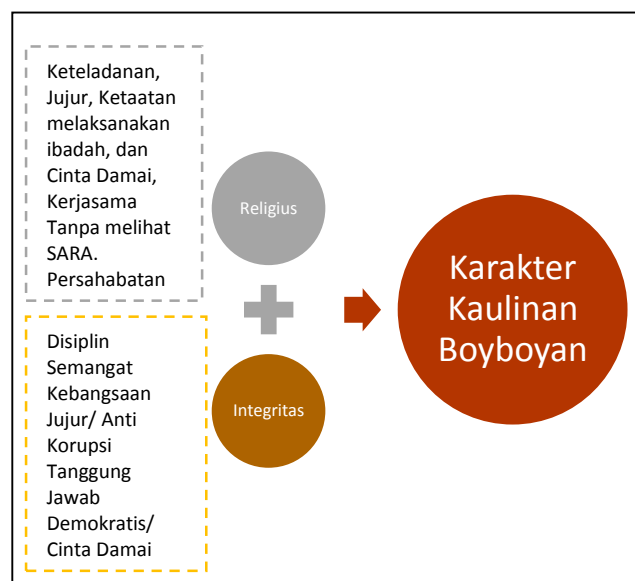 Keteladanan,
Jujur, Ketaatan
melaksanakan
ibadah, dan
Cinta Damai,
Kerjasama
Tanpa melihat
SARA.
Persahabatan
Religius
Disiplin
Semangat
Kebangsaan
Jujur/ Anti
Korupsi
Tanggung
Jawab
Demokratis/
Cinta Damai
Integritas
Karakter
Kaulinan
Boyboyan